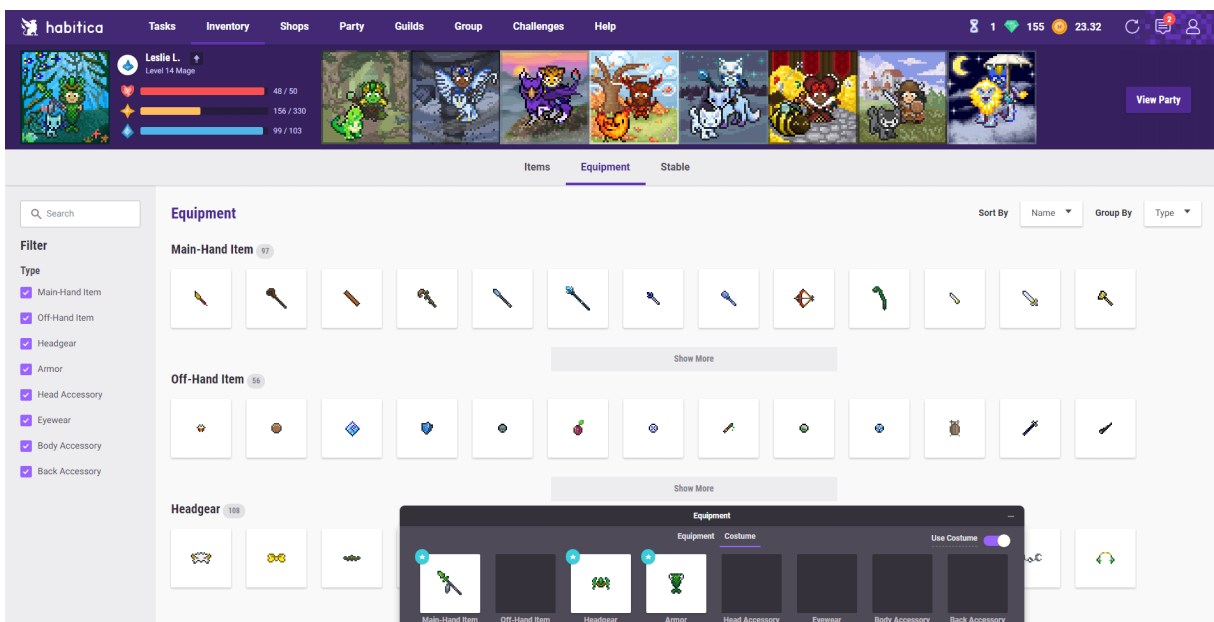 habitica Tasks Inventory Shops Party Guilds Group Challenges Help 1 155 23.32 2
Leslie L.
Level 14 Mage
48 / 50
156 / 330
99 / 103
View Party
Items Equipment Stable
Search
Equipment
Sort By Name Group By Type
Filter
Main-Hand Item 97
Type
Main-Hand Item
Off-Hand Item
Headgear
Armor
Head Accessory
Eyewear
Body Accessory
Back Accessory
Show More
Off-Hand Item 56
Show More
Headgear 108
Equipment
Equipment Costume Use Costume
Main-Hand Item Off-Hand Item Headgear Armor Head Accessory Eyewear Body Accessory Back Accessory